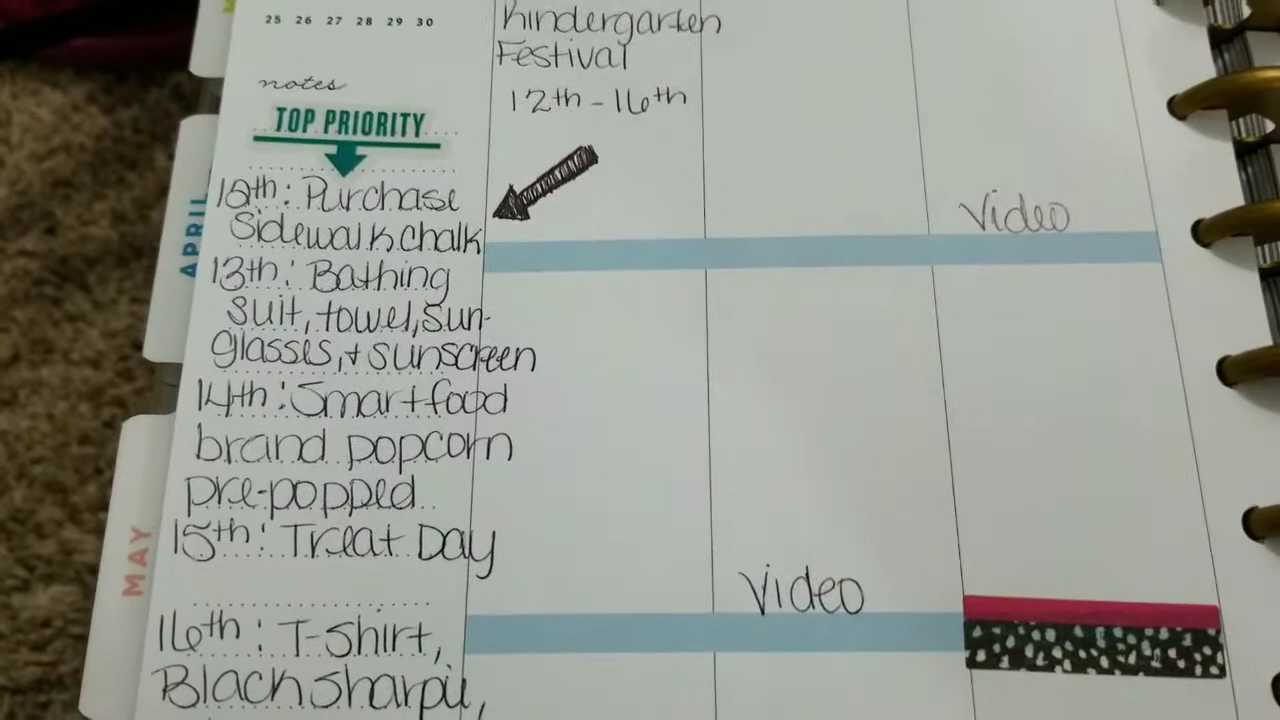 25 26 27 28 29 30
Kindergarten
Festival
12th - 16th
notes
TOP PRIORITY
12th: Purchase
Sidewalk chalk
13th: Bathing
suit, towel, sun-
glasses, + sunscreen
14th: Smartfood
brand popcorn
pre-popped
15th: Treat Day
16th: T-Shirt,
Black sharpie,
Video
Video
APRIL
MAY